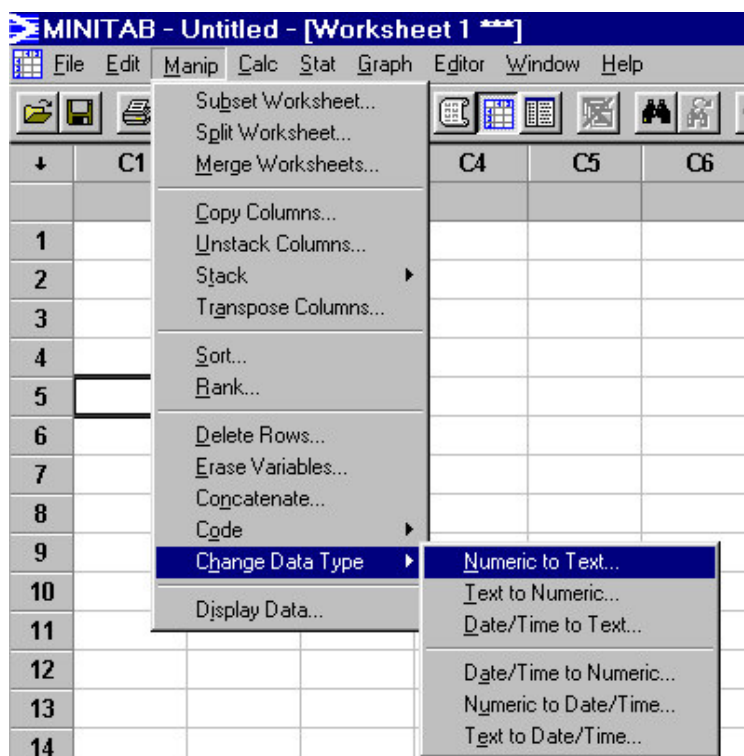 MINITAB - Untitled - [Worksheet 1 ***]
File Edit Manip Calc Stat Graph Editor Window Help
Subset Worksheet...
Split Worksheet...
Merge Worksheets...
Copy Columns...
Unstack Columns...
Stack
Transpose Columns...
Sort...
Rank...
Delete Rows...
Erase Variables...
Concatenate...
Code
Change Data Type
Display Data...
Numeric to Text...
Text to Numeric...
Date/Time to Text...
Date/Time to Numeric...
Numeric to Date/Time...
Text to Date/Time...
C1 C4 C5 C6
1
2
3
4
5
6
7
8
9
10
11
12
13
14